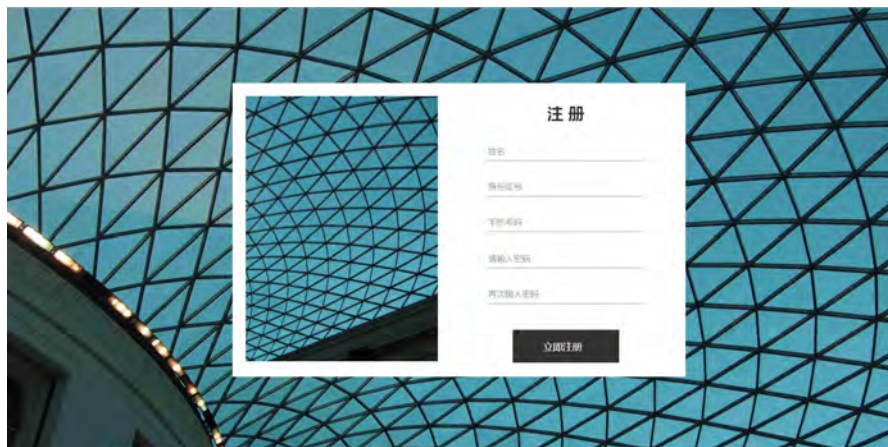 注 册
姓名
身份证号
手机号码
请输入密码
再次输入密码
立即注册